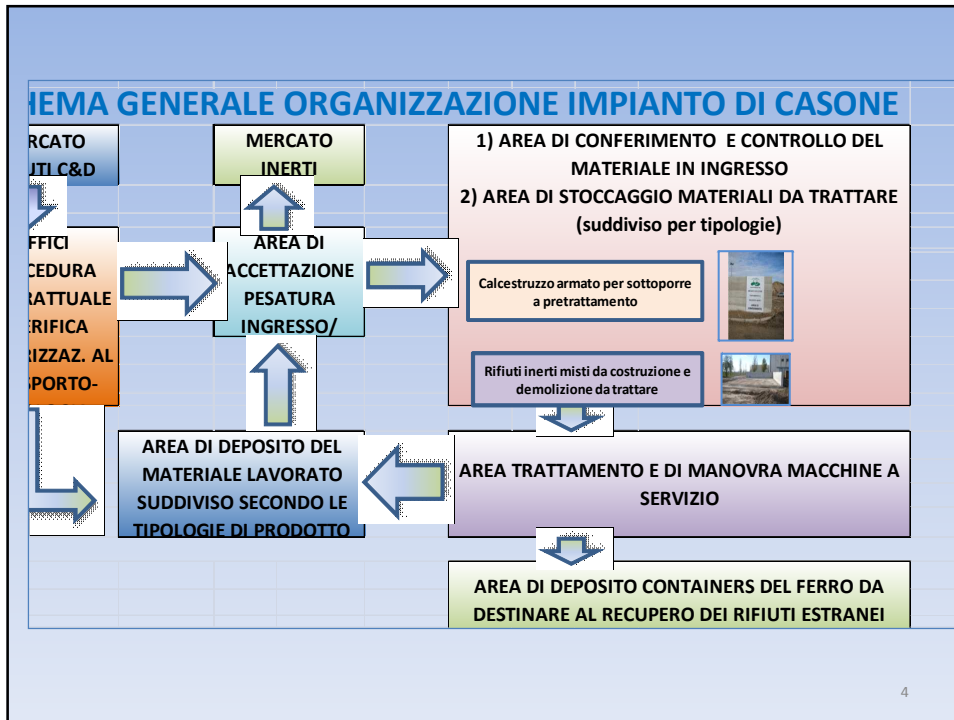 HEMA GENERALE ORGANIZZAZIONE IMPIANTO DI CASONE
RCATO
UTI C&D
MERCATO
INERTI
1) AREA DI CONFERIMENTO E CONTROLLO DEL
MATERIALE IN INGRESSO
2) AREA DI STOCCAGGIO MATERIALI DA TRATTARE
(suddiviso per tipologie)
FFICI
CEDURA
RATTUALE
ERIFICA
RIZZAZ. AL
SPORTO-
AREA DI
ACCETTAZIONE
PESATURA
INGRESSO/
Calcestruzzo armato per sottoporre
a pretrattamento
Rifiuti inerti misti da costruzione e
demolizione da trattare
AREA DI DEPOSITO DEL
MATERIALE LAVORATO
SUDDIVISO SECONDO LE
TIPOLOGIE DI PRODOTTO
AREA TRATTAMENTO E DI MANOVRA MACCHINE A
SERVIZIO
AREA DI DEPOSITO CONTAINERS DEL FERRO DA
DESTINARE AL RECUPERO DEI RIFIUTI ESTRANEI
4